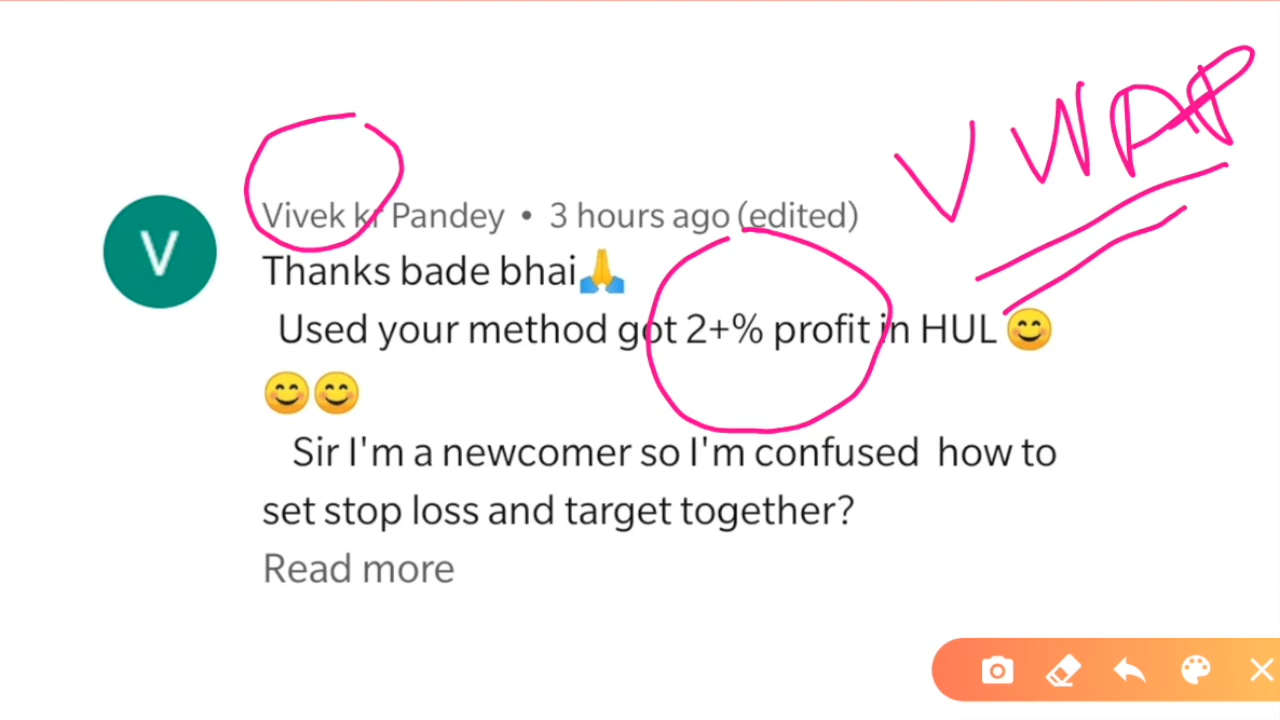 VWAP
V
Vivek kr Pandey • 3 hours ago (edited)
Thanks bade bhai🙏
Used your method got 2+% profit in HUL 😊
😊😊
Sir I'm a newcomer so I'm confused how to
set stop loss and target together?
Read more